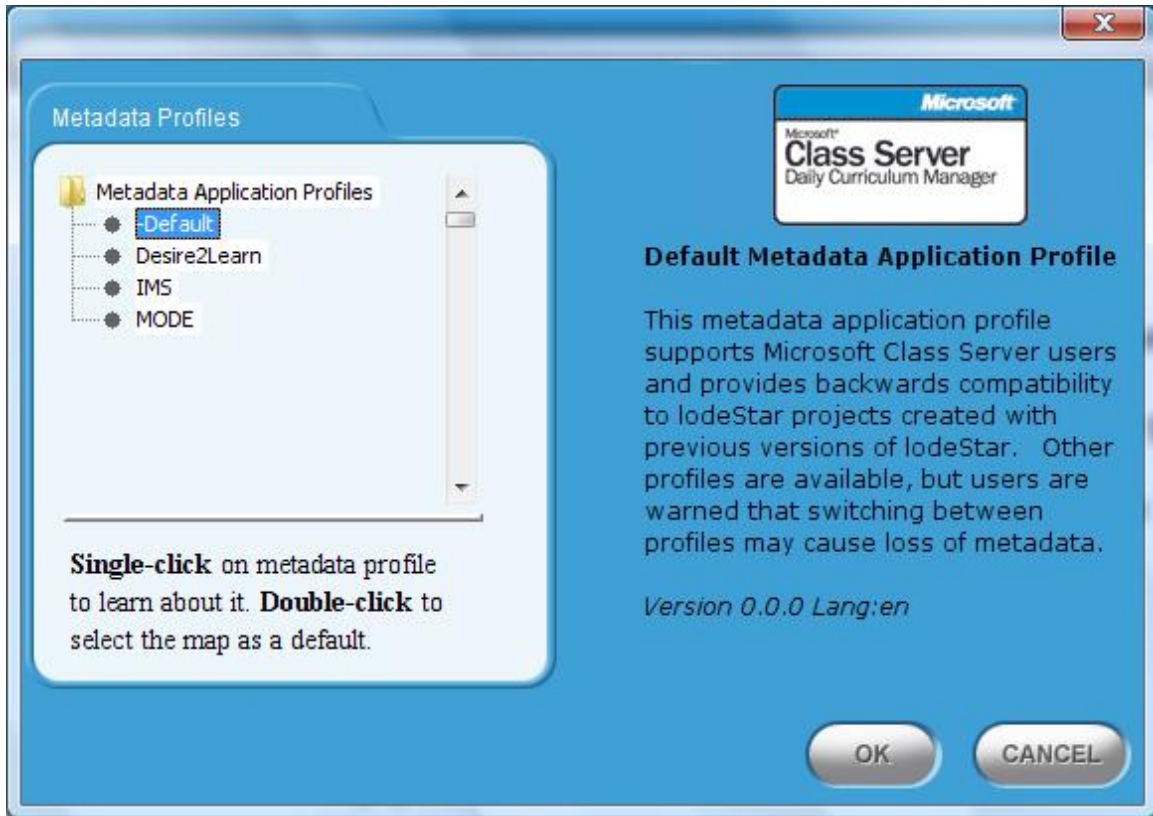 Metadata Profiles
Metadata Application Profiles
-Default
Desire2Learn
IMS
MODE
Single-click on metadata profile
to learn about it. Double-click to
select the map as a default.
Microsoft
Microsoft®
Class Server
Daily Curriculum Manager
Default Metadata Application Profile
This metadata application profile
supports Microsoft Class Server users
and provides backwards compatibility
to lodeStar projects created with
previous versions of lodeStar. Other
profiles are available, but users are
warned that switching between
profiles may cause loss of metadata.
Version 0.0.0 Lang:en
OK
CANCEL